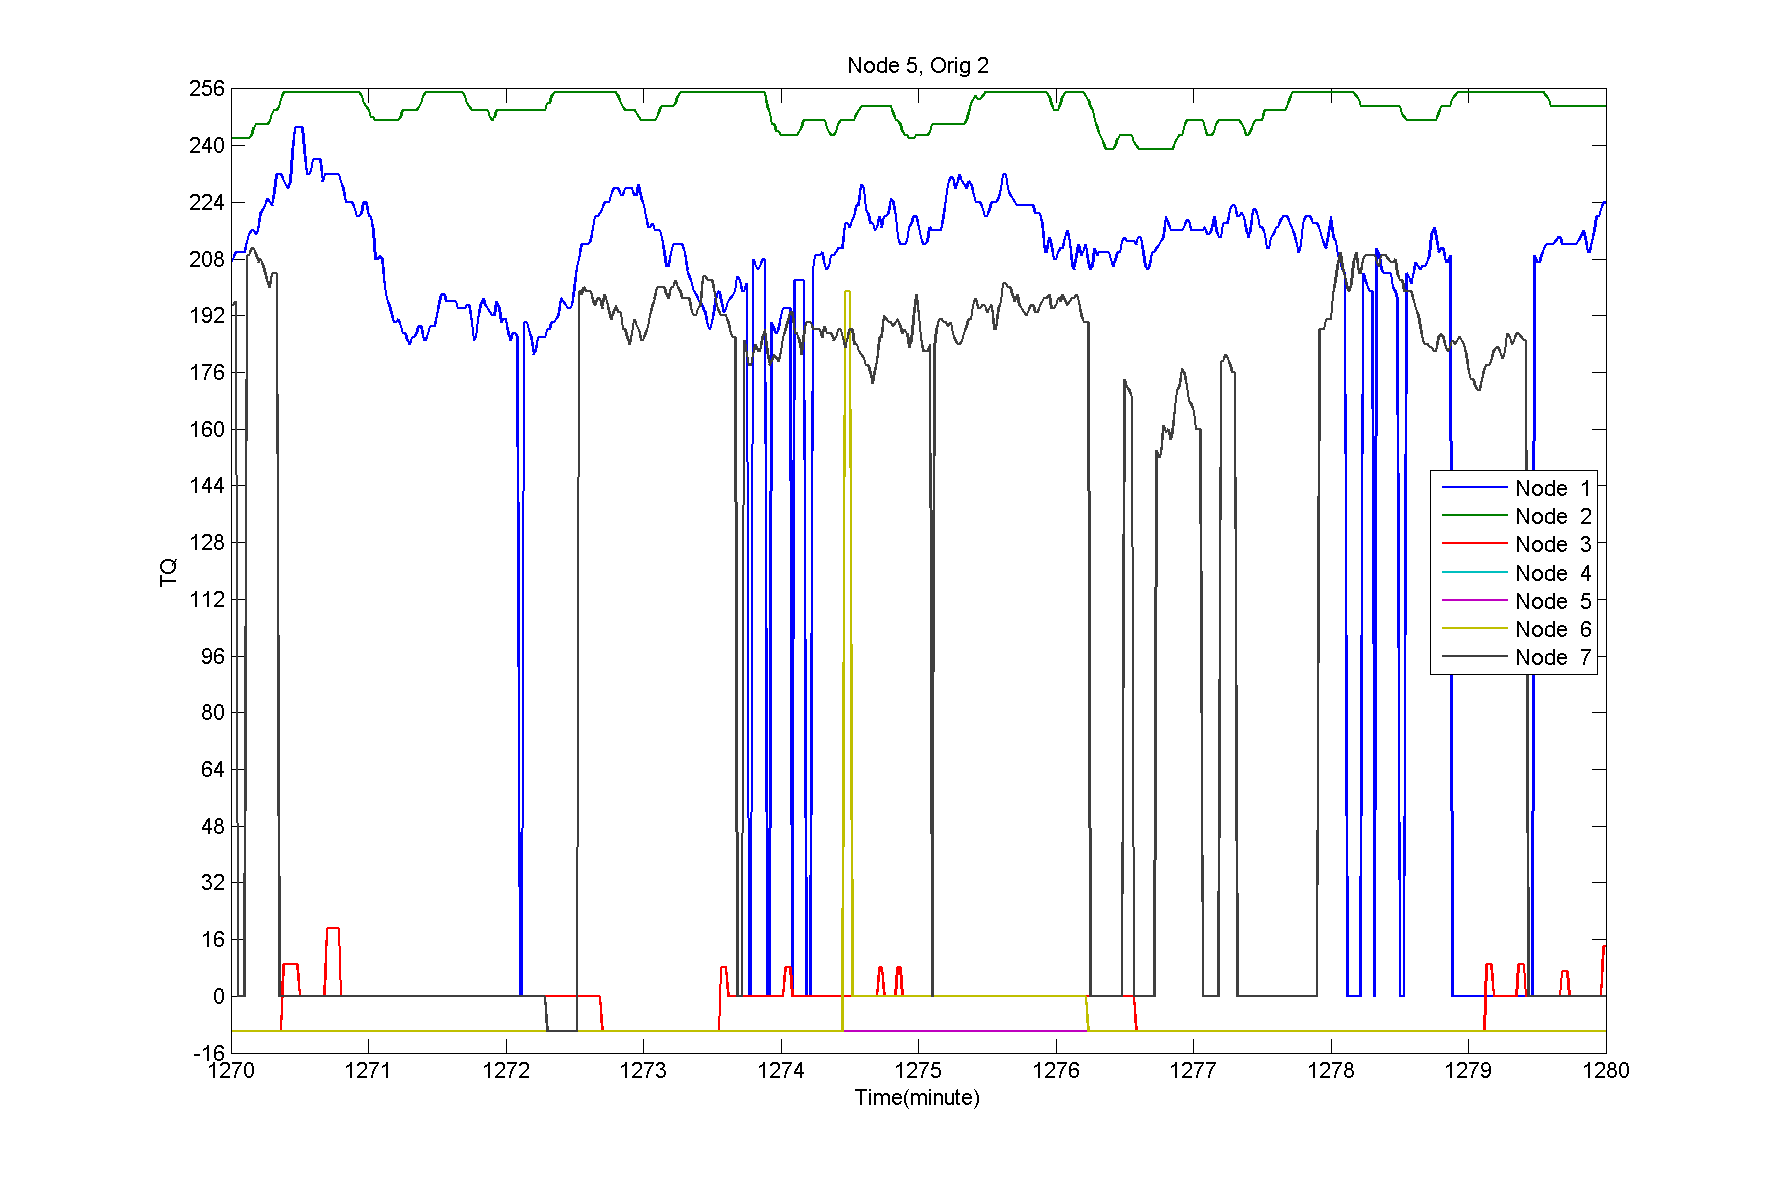 Node 5, Orig 2
256
240
224
208
192
176
160
144
128
112
96
80
64
48
32
16
0
-16
TQ
Node 1
Node 2
Node 3
Node 4
Node 5
Node 6
Node 7
1270 1271 1272 1273 1274 1275 1276 1277 1278 1279 1280
Time(minute)